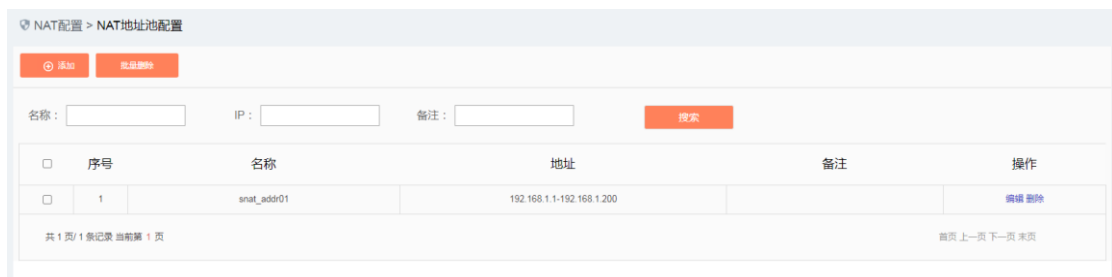 NAT配置 > NAT地址池配置
添加 批量删除
名称： IP： 备注： 搜索
序号 名称 地址 备注 操作
1 snat_addr01 192.168.1.1-192.168.1.200 编辑 删除
共 1 页/ 1 条记录 当前第 1 页 首页 上一页 下一页 末页